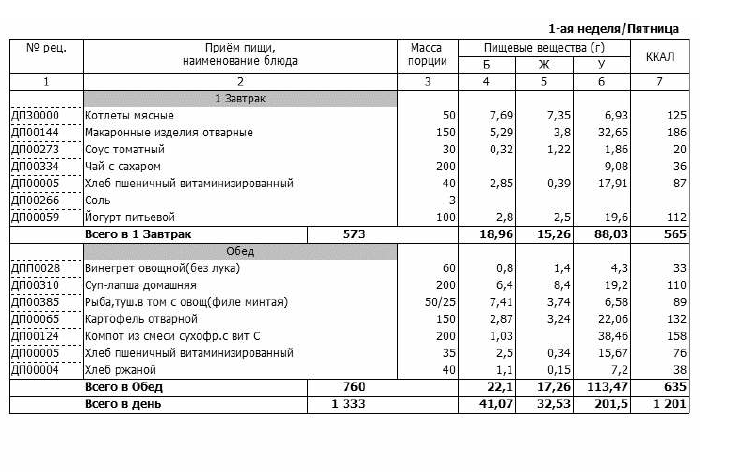 1-ая неделя/Пятница
№ рец. Приём пищи, наименование блюда Масса порции Пищевые вещества (г) ККАЛ
Б Ж У
1 2 3 4 5 6 7
1 Завтрак
ДП30000 Котлеты мясные 50 7,69 7,35 6,93 125
ДП00144 Макаронные изделия отварные 150 5,29 3,8 32,65 186
ДП00273 Соус томатный 30 0,32 1,22 1,86 20
ДП00334 Чай с сахаром 200 9,08 36
ДП00005 Хлеб пшеничный витаминизированный 40 2,85 0,39 17,91 87
ДП00266 Соль 3
ДП00059 Йогурт питьевой 100 2,8 2,5 19,6 112
Всего в 1 Завтрак 573 18,96 15,26 88,03 565
Обед
ДПП0028 Винегрет овощной(без лука) 60 0,8 1,4 4,3 33
ДП00310 Суп-лапша домашняя 200 6,4 8,4 19,2 110
ДП00385 Рыба,туш.в том с овощ(филе минтая) 50/25 7,41 3,74 6,58 89
ДП00065 Картофель отварной 150 2,87 3,24 22,06 132
ДП00124 Компот из смеси сухофр.с вит С 200 1,03 38,46 158
ДП00005 Хлеб пшеничный витаминизированный 35 2,5 0,34 15,67 76
ДП00004 Хлеб ржаной 40 1,1 0,15 7,2 38
Всего в Обед 760 22,1 17,26 113,47 635
Всего в день 1 333 41,07 32,53 201,5 1 201